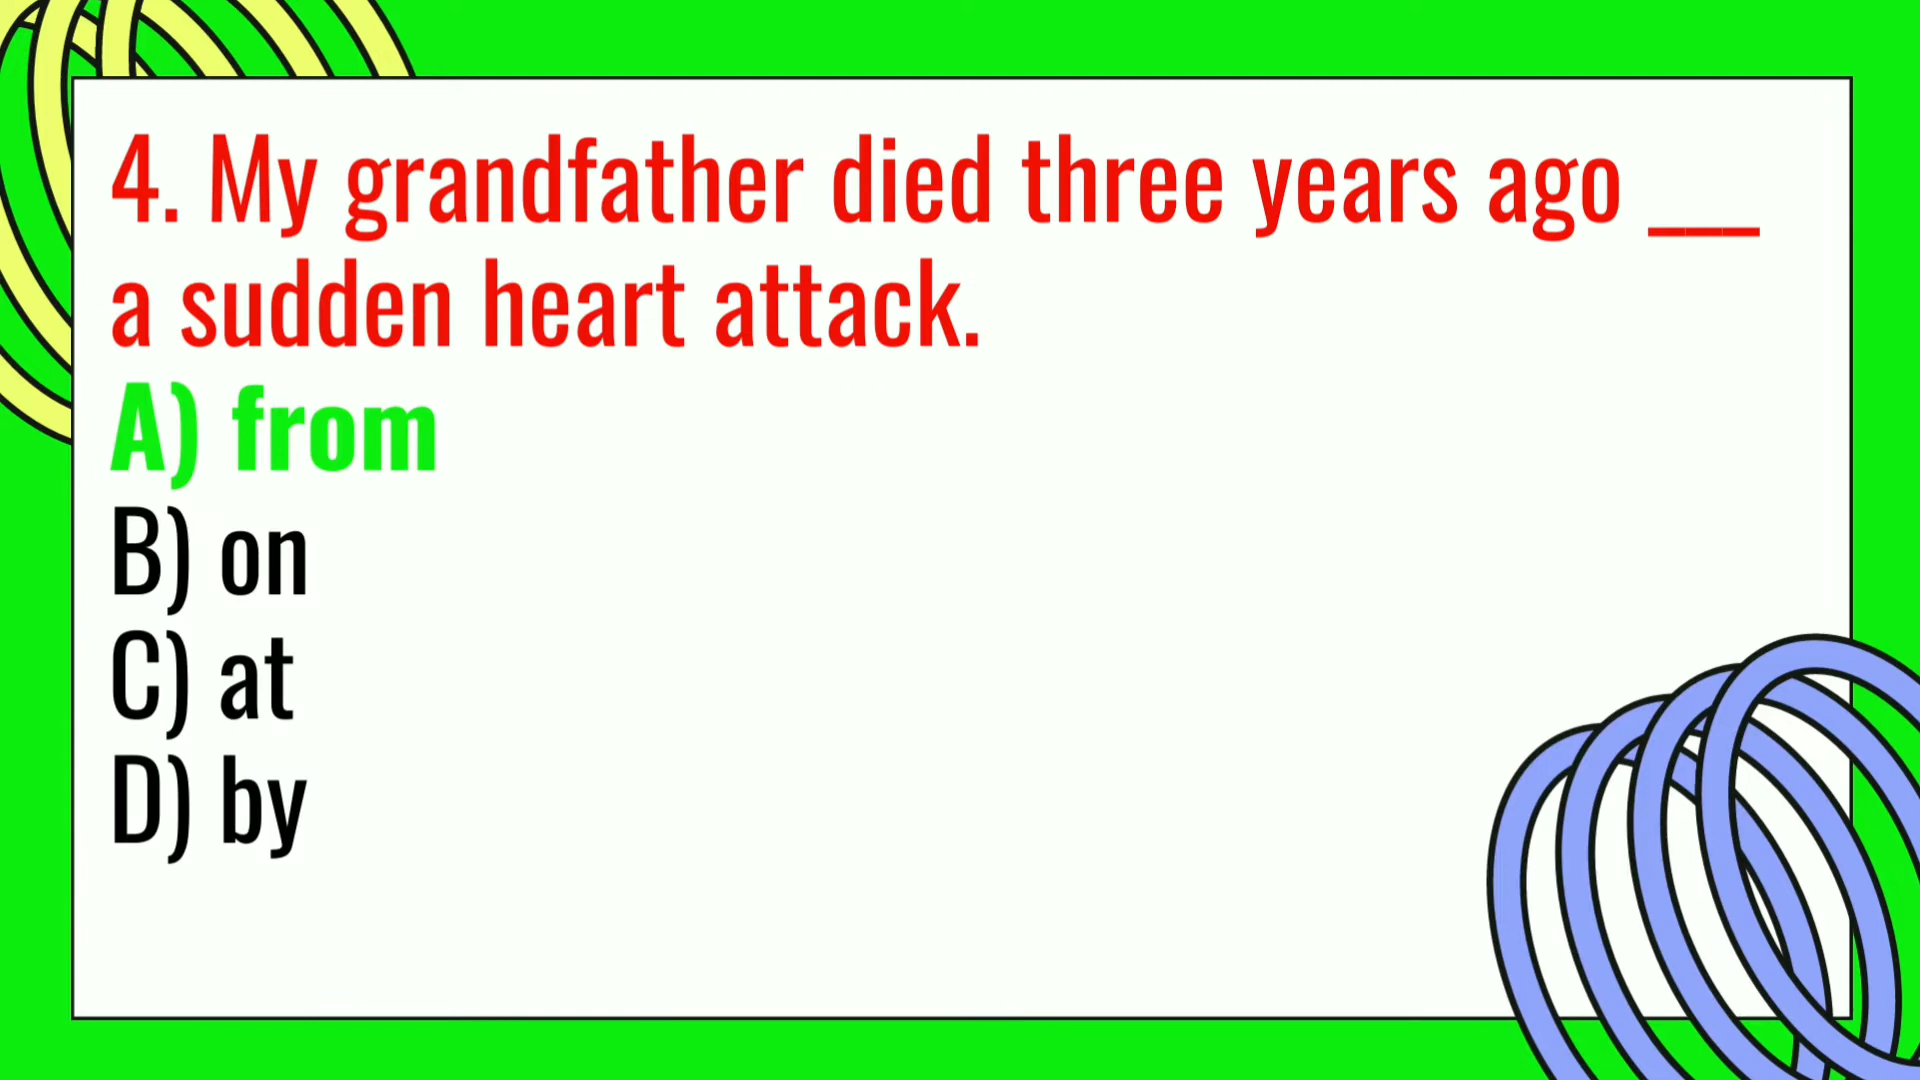 4. My grandfather died three years ago ___
a sudden heart attack.
A) from
B) on
C) at
D) by